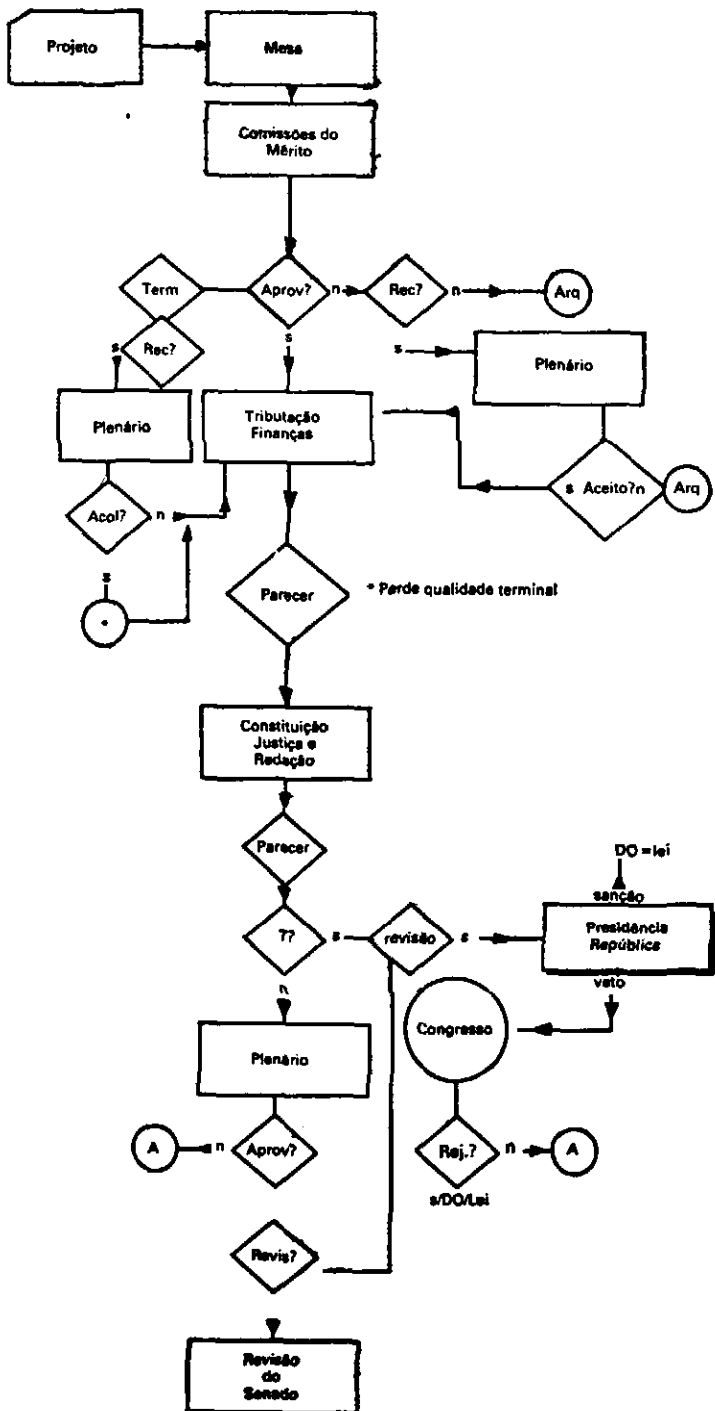 Projeto
Mesa
Comissões do
Mérito
Term
Aprov?
n
Rec?
n
Arq
s
Rec?
s
s
Plenário
Plenário
Tributação
Finanças
s Aceito? n
Arq
Acol?
n
s
*
Parecer
* Perde qualidade terminal
Constituição
Justiça e
Redação
Parecer
DO = lei
sanção
??
s
revisão
s
Presidência
República
veto
n
Congresso
Plenário
A
n
Aprov?
Rej.?
n
A
s/DO/Lei
Revis?
Revisão
do
Senado